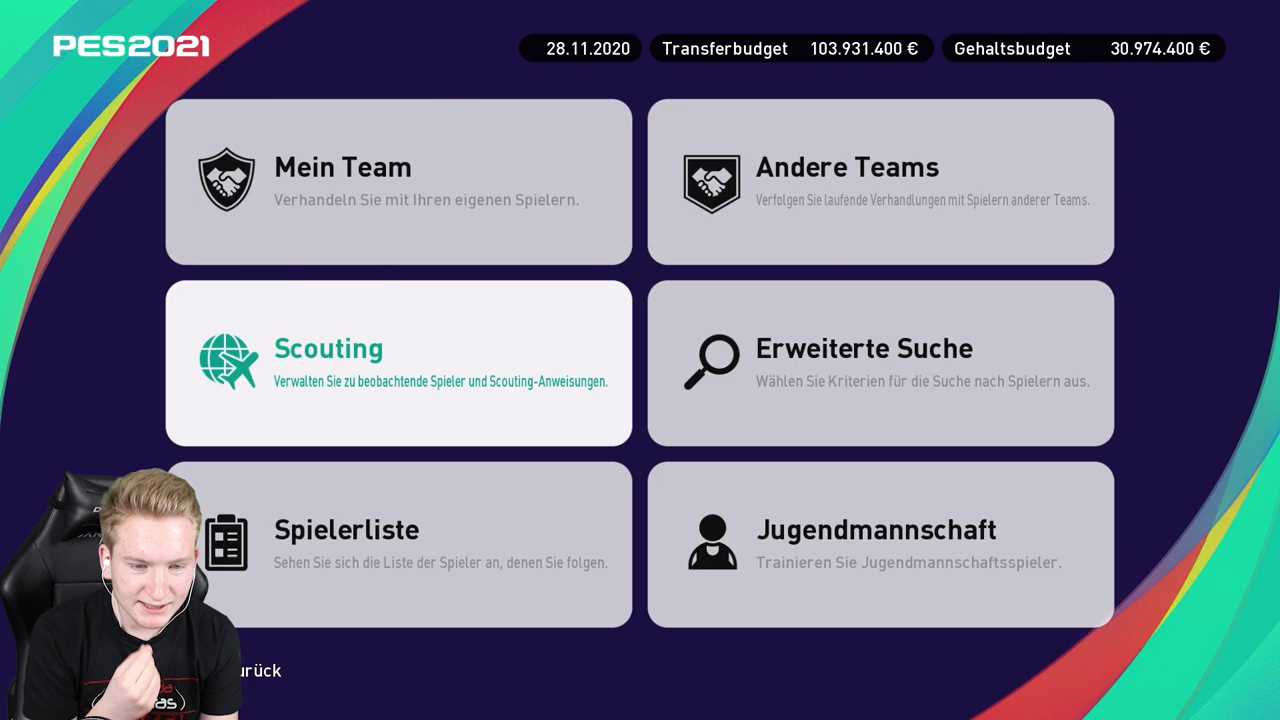 PES2021
28.11.2020
Transferbudget 103.931.400 €
Gehaltsbudget 30.974.400 €
Mein Team
Verhandeln Sie mit Ihren eigenen Spielern.
Andere Teams
Verfolgen Sie laufende Verhandlungen mit Spielern anderer Teams.
Scouting
Verwalten Sie zu beobachtende Spieler und Scouting-Anweisungen.
Erweiterte Suche
Wählen Sie Kriterien für die Suche nach Spielern aus.
Spielerliste
Sehen Sie sich die Liste der Spieler an, denen Sie folgen.
Jugendmannschaft
Trainieren Sie Jugendmannschaftsspieler.
urück